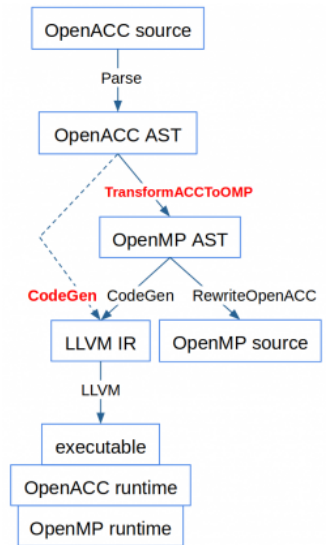 OpenACC source
Parse
OpenACC AST
TransformACCToOMP
OpenMP AST
CodeGen CodeGen RewriteOpenACC
LLVM IR OpenMP source
LLVM
executable
OpenACC runtime
OpenMP runtime